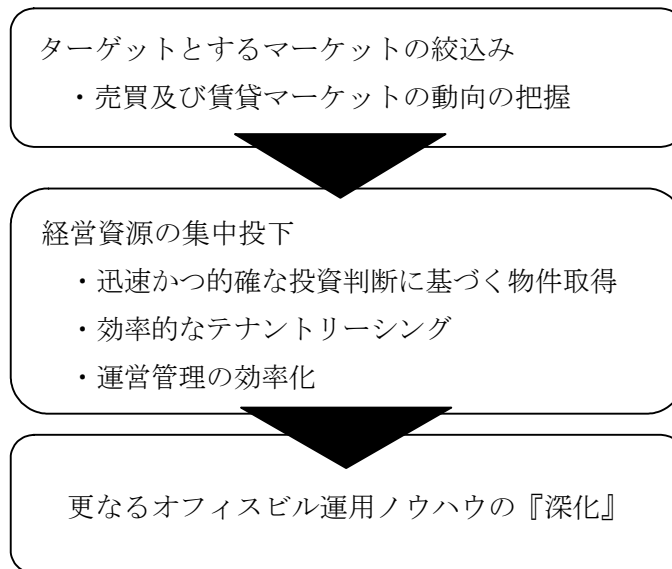 ターゲットとするマーケットの絞込み
・売買及び賃貸マーケットの動向の把握
経営資源の集中投下
・迅速かつ的確な投資判断に基づく物件取得
・効率的なテナントリーシング
・運営管理の効率化
更なるオフィスビル運用ノウハウの『深化』